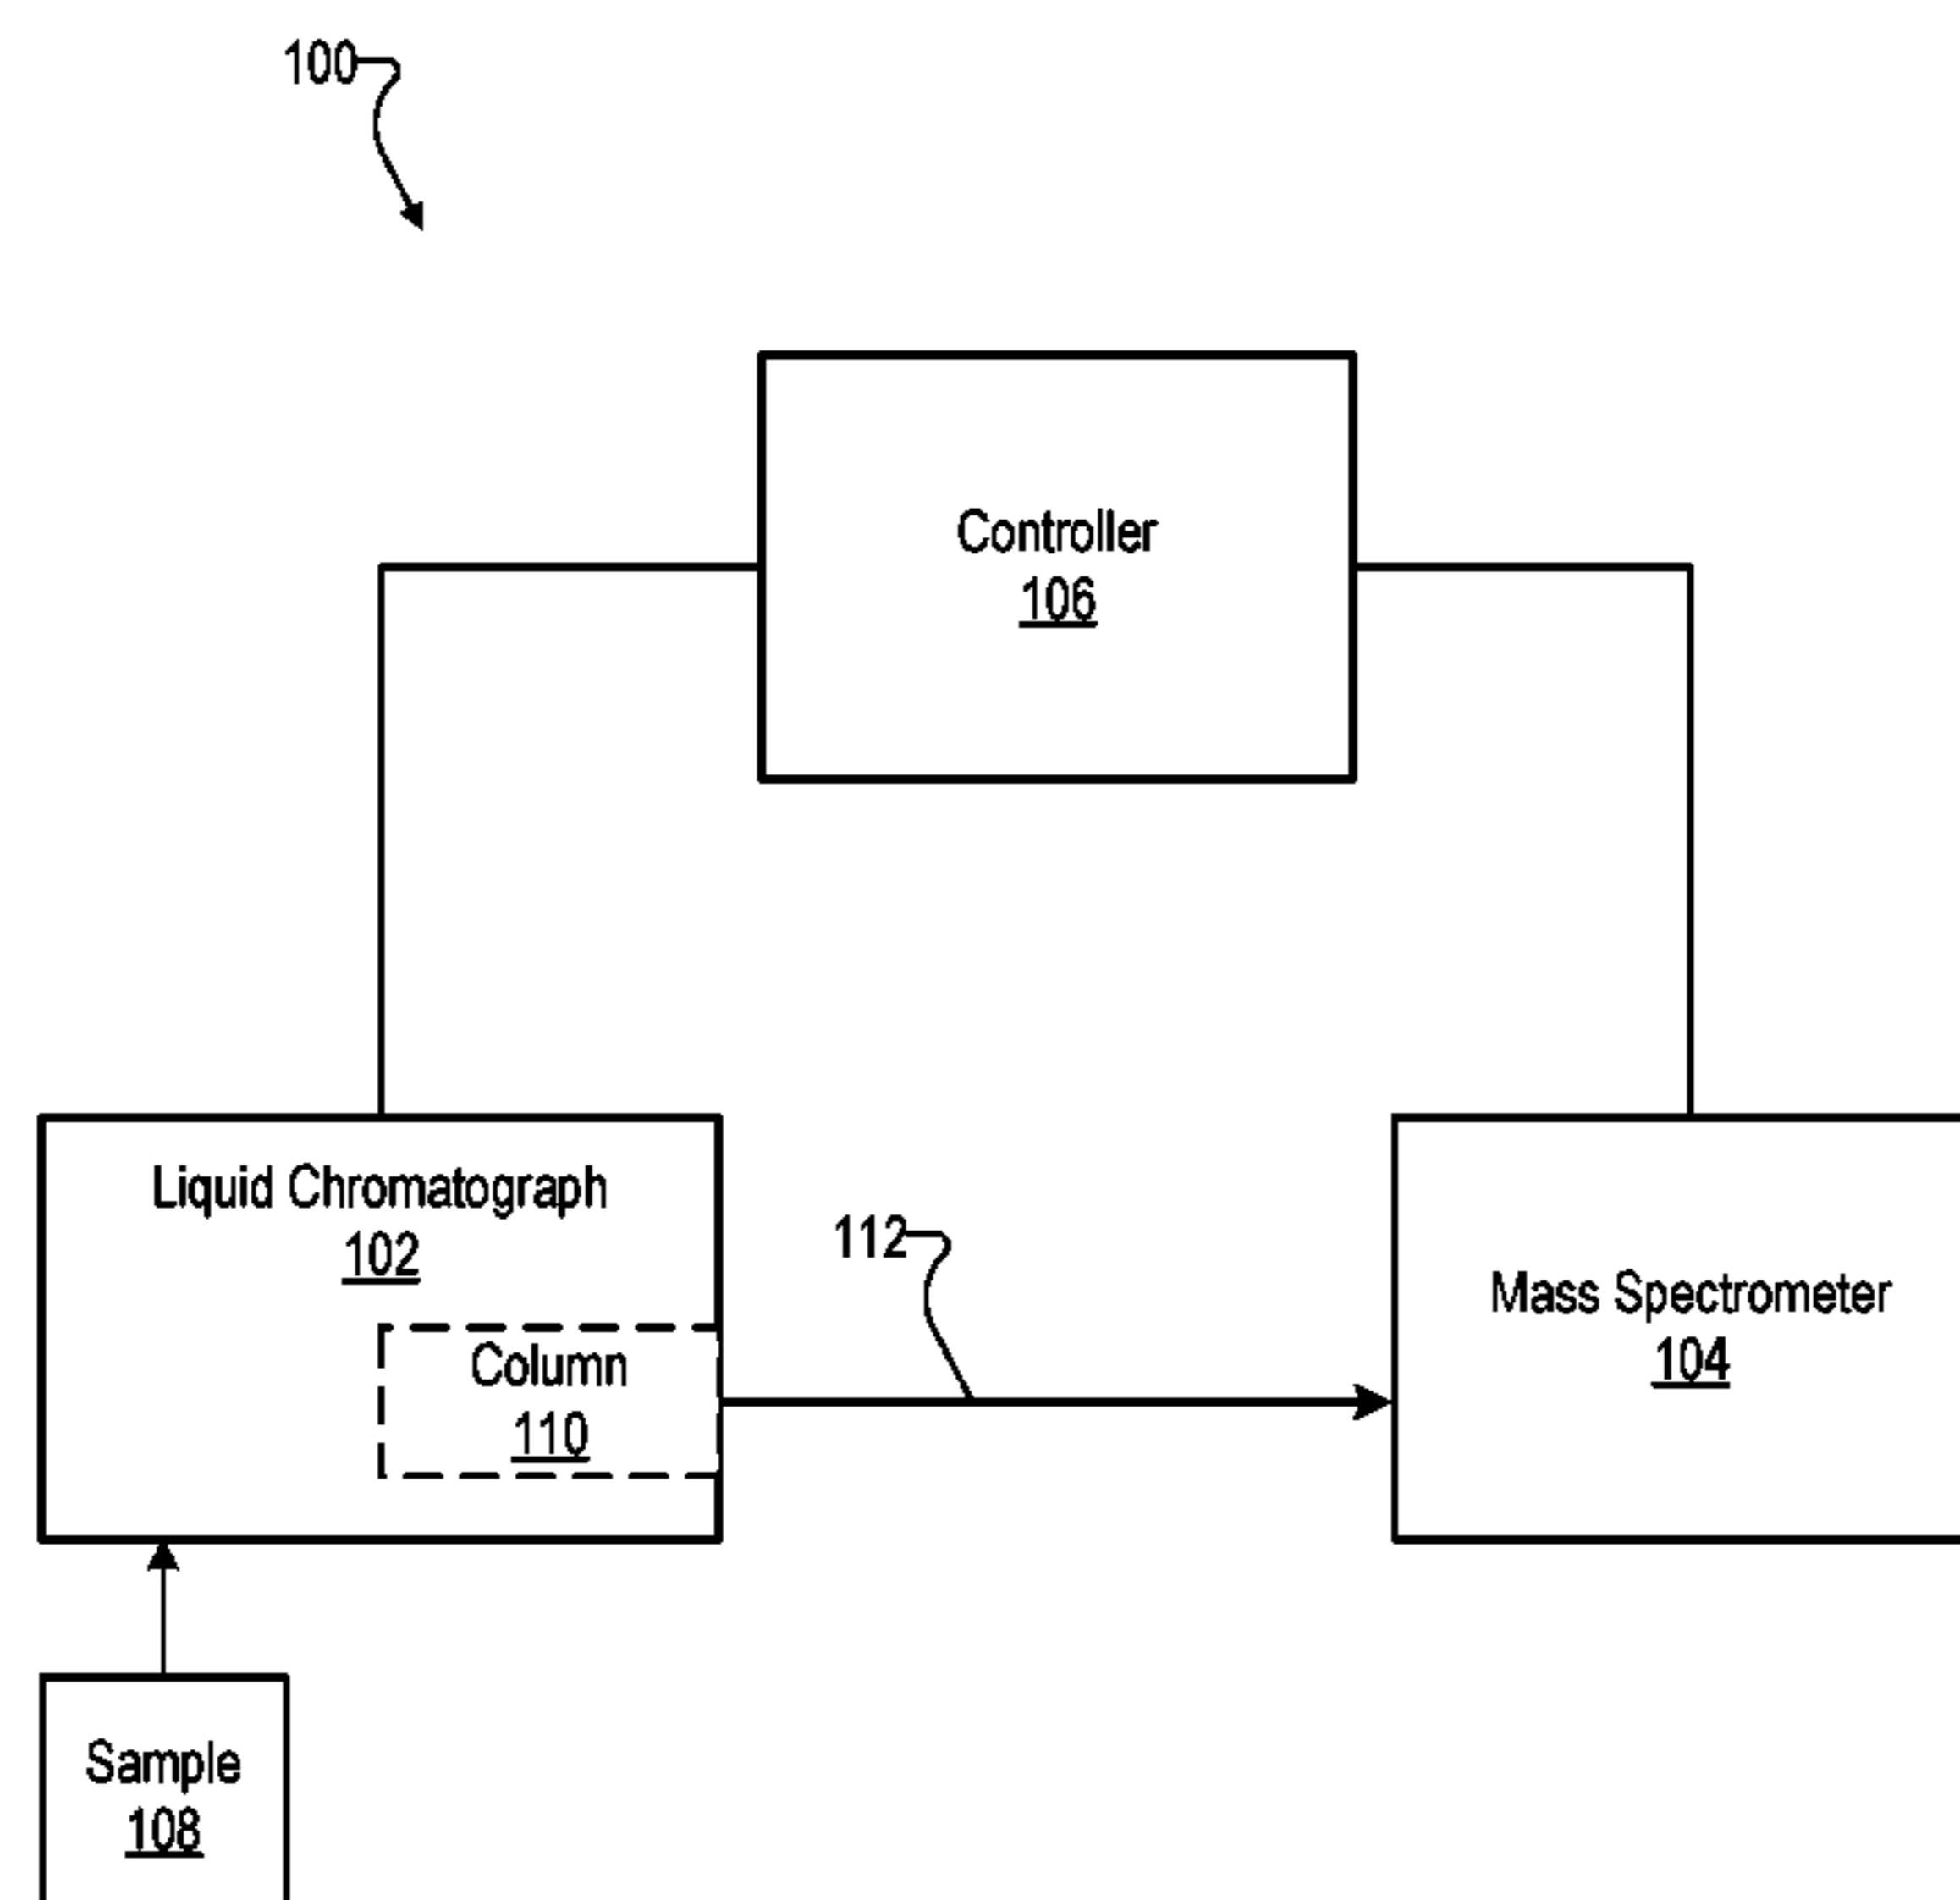 100
Controller
106
Liquid Chromatograph
102
112
Mass Spectrometer
104
Column
110
Sample
108